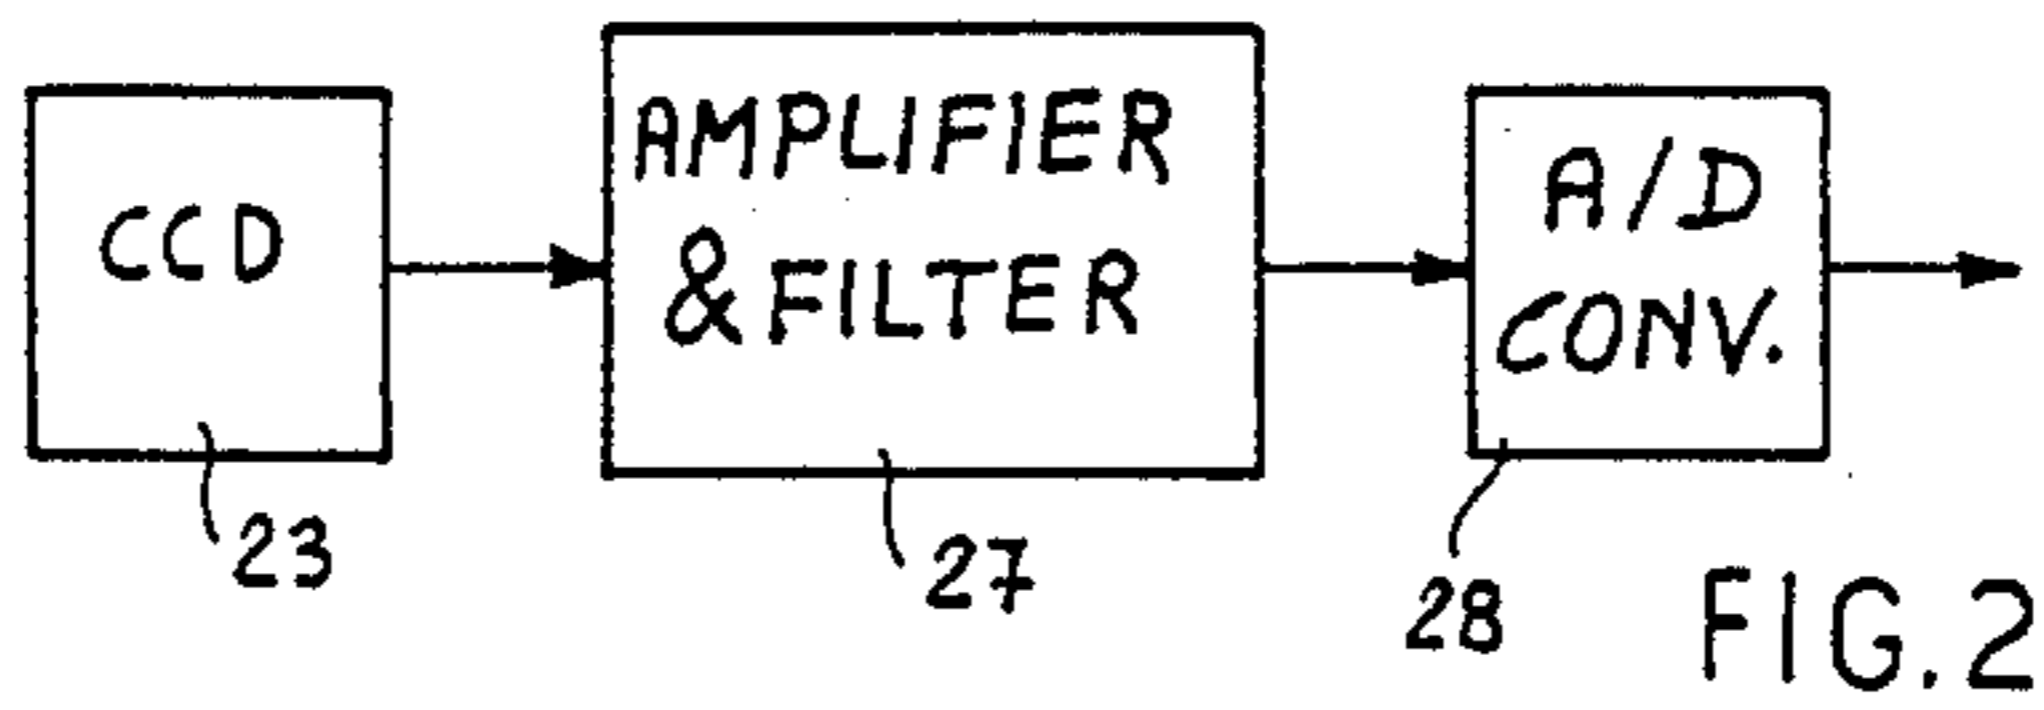 CCD
23
AMPLIFIER
& FILTER
27
A/D
CONV.
28
FIG.2